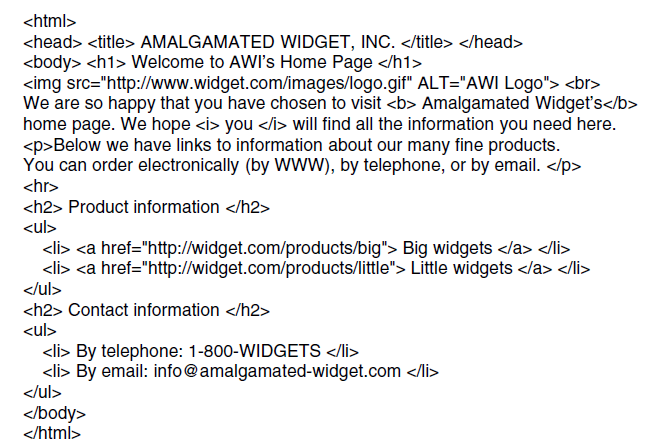 <html>
<head> <title> AMALGAMATED WIDGET, INC. </title> </head>
<body> <h1> Welcome to AWI's Home Page </h1>
<img src="http://www.widget.com/images/logo.gif" ALT="AWI Logo"> <br>
We are so happy that you have chosen to visit <b> Amalgamated Widget's</b>
home page. We hope <i> you </i> will find all the information you need here.
<p>Below we have links to information about our many fine products.
You can order electronically (by WWW), by telephone, or by email. </p>
<hr>
<h2> Product information </h2>
<ul>
<li> <a href="http://widget.com/products/big"> Big widgets </a> </li>
<li> <a href="http://widget.com/products/little"> Little widgets </a> </li>
</ul>
<h2> Contact information </h2>
<ul>
<li> By telephone: 1-800-WIDGETS </li>
<li> By email: info@amalgamated-widget.com </li>
</ul>
</body>
</html>